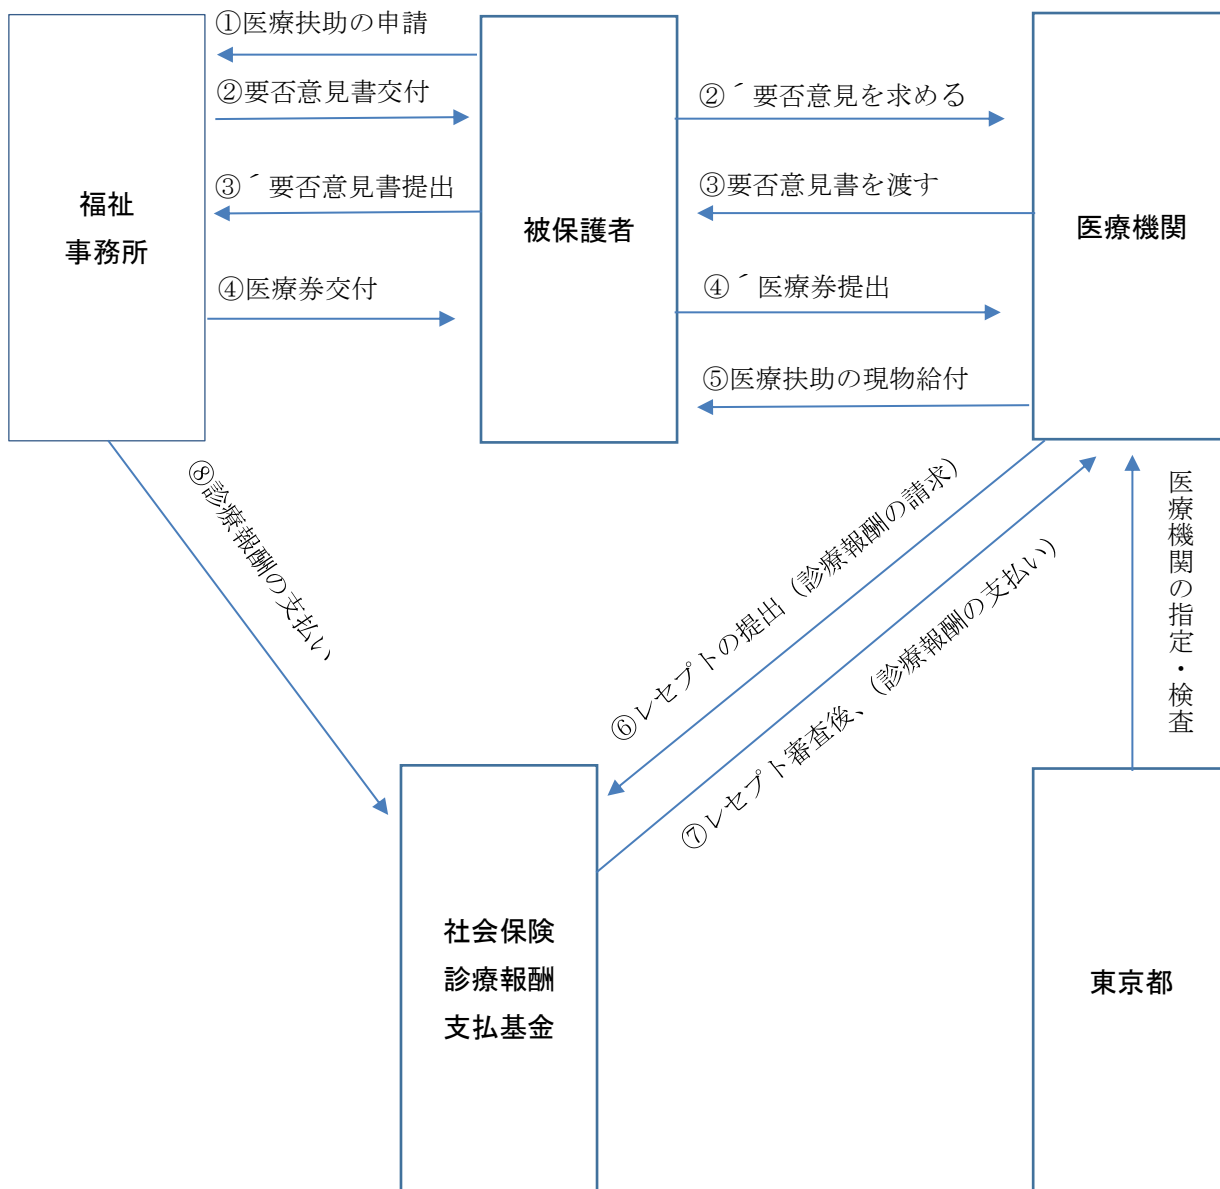 ①医療扶助の申請
②要否意見書交付
②´要否意見を求める
③´要否意見書提出
③要否意見書を渡す
福祉
事務所
被保護者
医療機関
④医療券交付
④´医療券提出
⑤医療扶助の現物給付
⑧診療報酬の支払い
⑥レセプトの提出（診療報酬の請求）
⑦レセプト審査後、（診療報酬の支払い）
医療機関の指定・検査
社会保険
診療報酬
支払基金
東京都